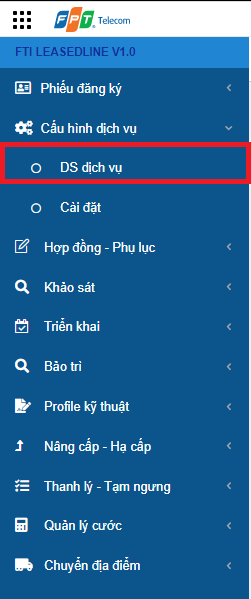 FPT Telecom
FTI LEASEDLINE V1.0
Phiếu đăng ký
Cấu hình dịch vụ
DS dịch vụ
Cài đặt
Hợp đồng - Phụ lục
Khảo sát
Triển khai
Bảo trì
Profile kỹ thuật
Nâng cấp - Hạ cấp
Thanh lý - Tạm ngưng
Quản lý cước
Chuyển địa điểm